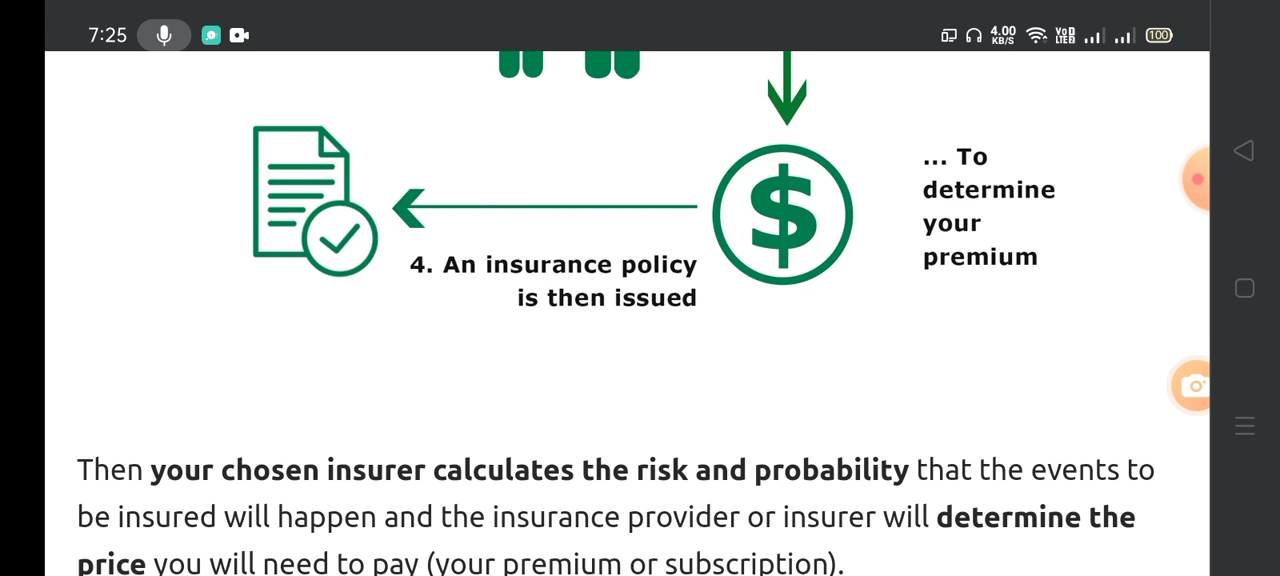 7:25
4.00
KB/S
VoD
LTE
100
... To
determine
your
premium
$
4. An insurance policy
is then issued
Then your chosen insurer calculates the risk and probability that the events to
be insured will happen and the insurance provider or insurer will determine the
price you will need to pay (your premium or subscription).